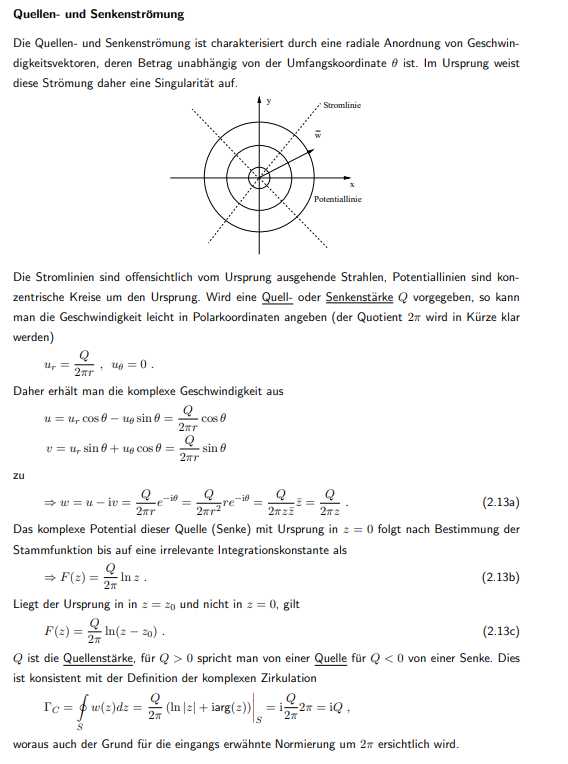 Quellen- und Senkenströmung
Die Quellen- und Senkenströmung ist charakterisiert durch eine radiale Anordnung von Geschwin-
digkeitsvektoren, deren Betrag unabhängig von der Umfangskoordinate θ ist. Im Ursprung weist
diese Strömung daher eine Singularität auf.
y
Stromlinie
w̄
x
Potentiallinie
Die Stromlinien sind offensichtlich vom Ursprung ausgehende Strahlen, Potentiallinien sind kon-
zentrische Kreise um den Ursprung. Wird eine Quell- oder Senkenstärke Q vorgegeben, so kann
man die Geschwindigkeit leicht in Polarkoordinaten angeben (der Quotient 2π wird in Kürze klar
werden)
u_r = Q/(2πr) , u_θ = 0 .
Daher erhält man die komplexe Geschwindigkeit aus
u = u_r cos θ − u_θ sin θ = Q/(2πr) cos θ
v = u_r sin θ + u_θ cos θ = Q/(2πr) sin θ
zu
⇒ w = u − iv = Q/(2πr) e^{−iθ} = Q/(2πr²) re^{−iθ} = Q/(2πzz̄) z̄ = Q/(2πz) . (2.13a)
Das komplexe Potential dieser Quelle (Senke) mit Ursprung in z = 0 folgt nach Bestimmung der
Stammfunktion bis auf eine irrelevante Integrationskonstante als
⇒ F(z) = Q/(2π) ln z . (2.13b)
Liegt der Ursprung in in z = z₀ und nicht in z = 0, gilt
F(z) = Q/(2π) ln(z − z₀) . (2.13c)
Q ist die Quellenstärke, für Q > 0 spricht man von einer Quelle für Q < 0 von einer Senke. Dies
ist konsistent mit der Definition der komplexen Zirkulation
Γ_C = ∮_S w(z)dz = Q/(2π) (ln |z| + iarg(z))|_S = i Q/(2π) 2π = iQ ,
woraus auch der Grund für die eingangs erwähnte Normierung um 2π ersichtlich wird.